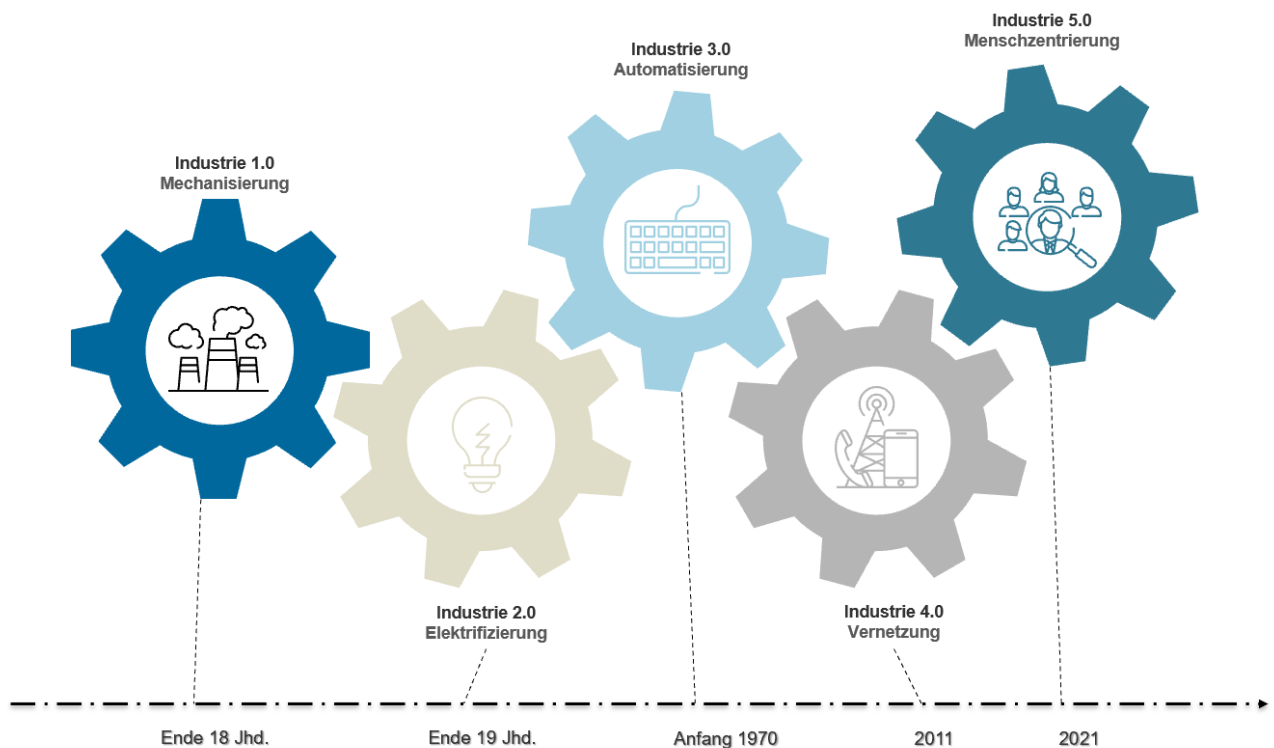 Industrie 1.0
Mechanisierung
Industrie 2.0
Elektrifizierung
Industrie 3.0
Automatisierung
Industrie 4.0
Vernetzung
Industrie 5.0
Menschzentrierung
Ende 18 Jhd.
Ende 19 Jhd.
Anfang 1970
2011
2021